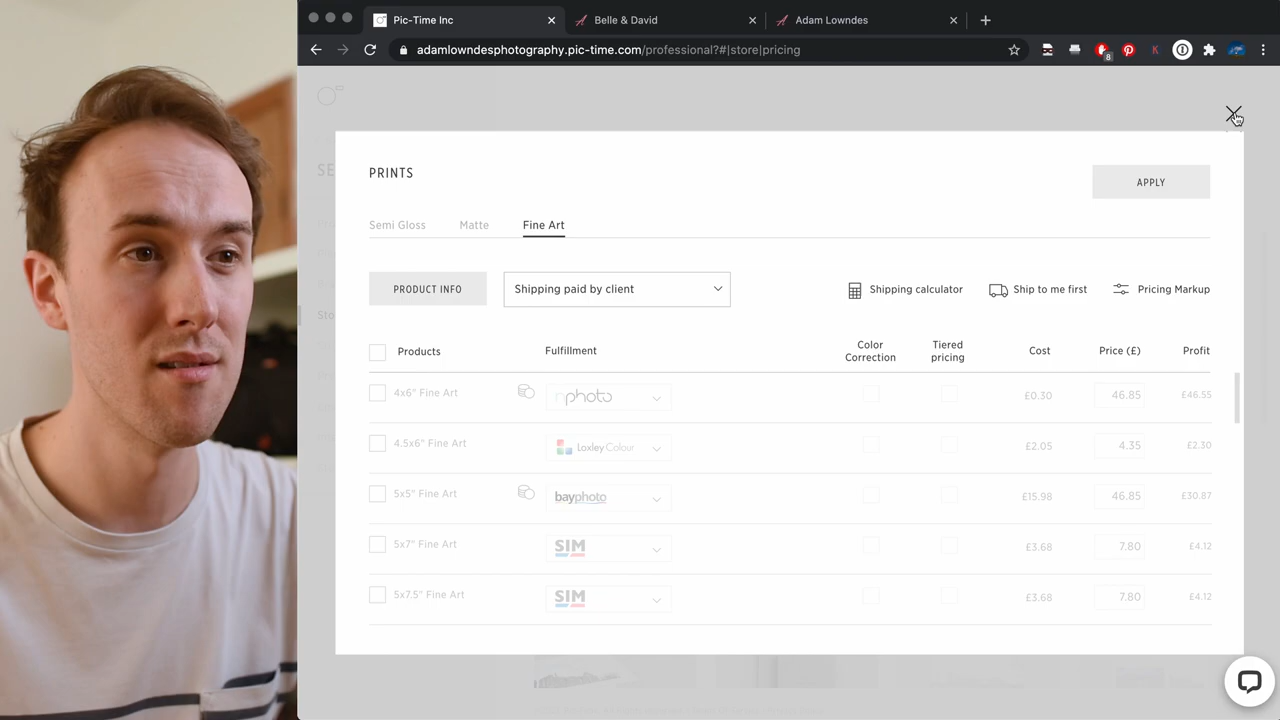 Pic-Time Inc
Belle & David
Adam Lowndes
adamlowndesphotography.pic-time.com/professional?#|store|pricing
8
K
SE
PRINTS
APPLY
Semi Gloss Matte Fine Art
PRODUCT INFO
Shipping paid by client
Shipping calculator
Ship to me first
Pricing Markup
Sto
Products Fulfillment Color Correction Tiered pricing Cost Price (£) Profit
4x6" Fine Art nphoto £0.30 46.85 £46.55
4.5x6" Fine Art Loxley Colour £2.05 4.35 £2.30
5x5" Fine Art bayphoto £15.98 46.85 £30.87
5x7" Fine Art SIM £3.68 7.80 £4.12
5x7.5" Fine Art SIM £3.68 7.80 £4.12